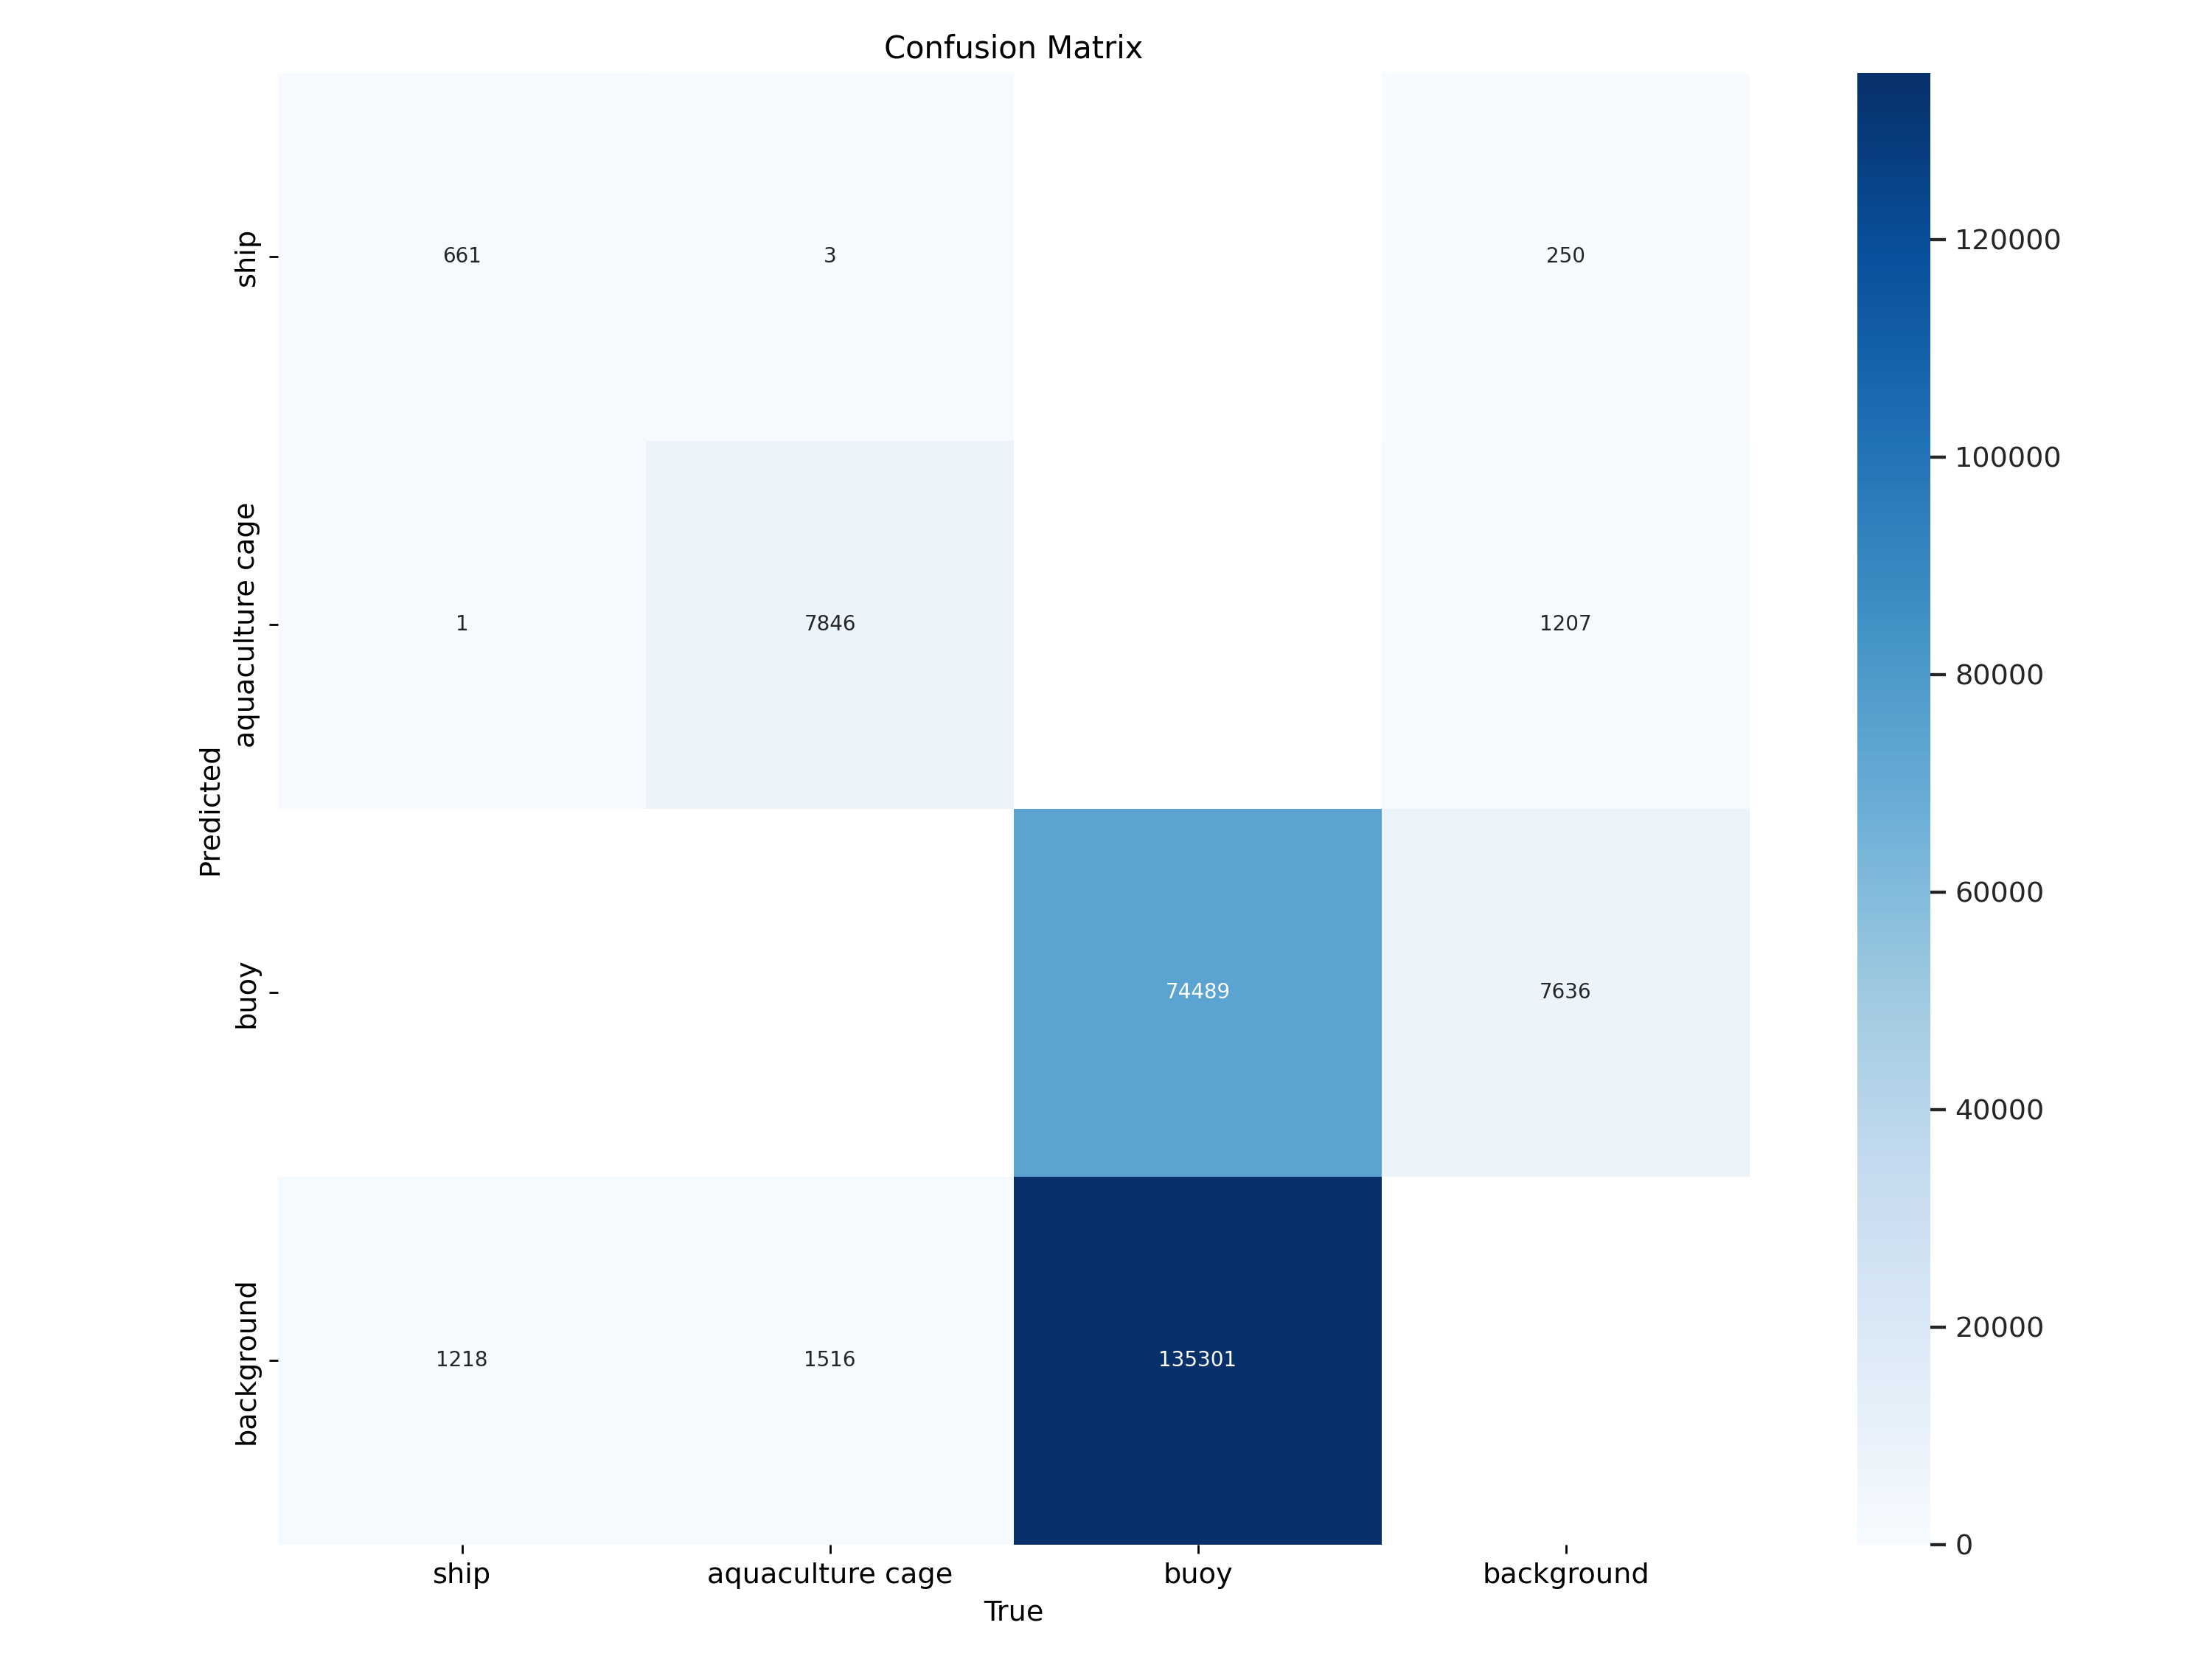 Confusion Matrix
ship
661
3
250
aquaculture cage
1
7846
1207
buoy
74489
7636
background
1218
1516
135301
ship
aquaculture cage
buoy
background
True
Predicted
120000
100000
80000
60000
40000
20000
0